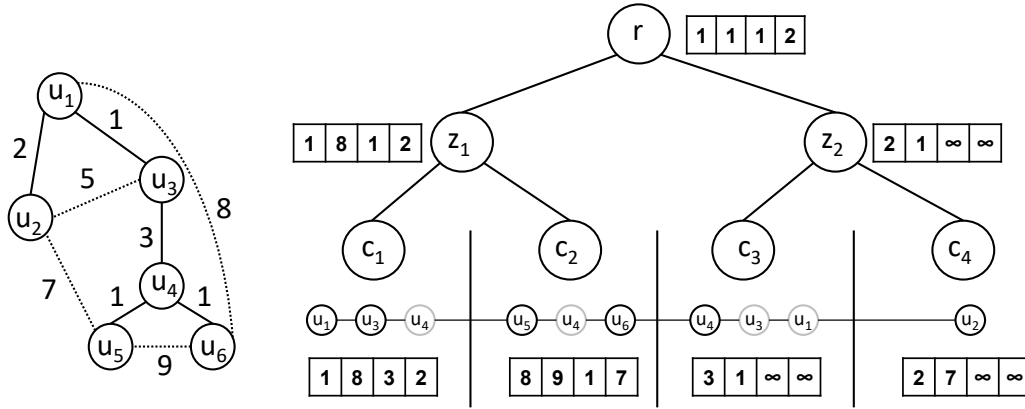 r
1 1 1 2
u1
1
1 8 1 2
z1
z2
2 1 ∞ ∞
2
5
u3
8
u2
3
c1
c2
c3
c4
7
u4
1
1
u1 u3 u4
u5 u4 u6
u4 u3 u1
u2
u5
9
u6
1 8 3 2
8 9 1 7
3 1 ∞ ∞
2 7 ∞ ∞